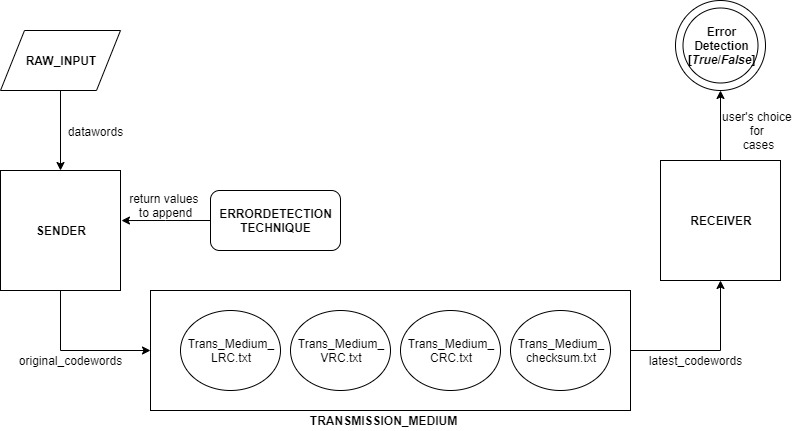 RAW_INPUT
datawords
SENDER
return values
to append
ERRORDETECTION
TECHNIQUE
original_codewords
Trans_Medium_
LRC.txt
Trans_Medium_
VRC.txt
Trans_Medium_
CRC.txt
Trans_Medium_
checksum.txt
TRANSMISSION_MEDIUM
latest_codewords
RECEIVER
user's choice
for
cases
Error
Detection
[True/False]